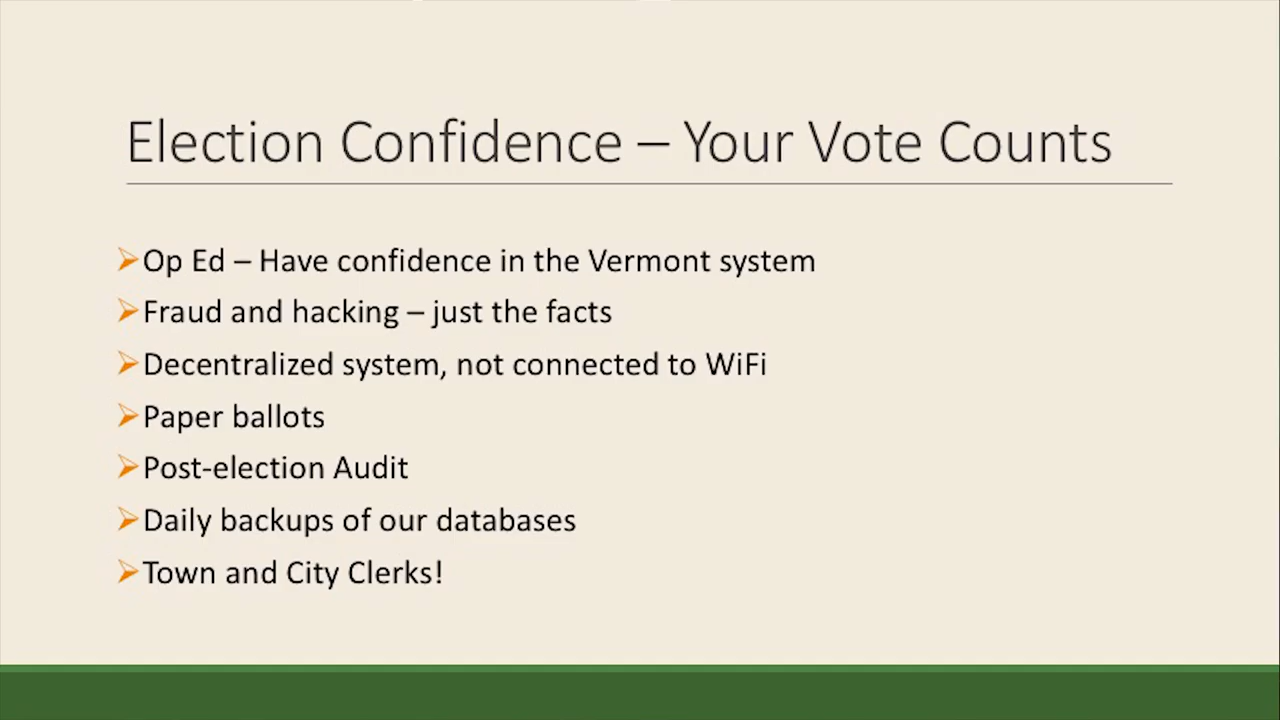 Election Confidence – Your Vote Counts
Op Ed – Have confidence in the Vermont system
Fraud and hacking – just the facts
Decentralized system, not connected to WiFi
Paper ballots
Post-election Audit
Daily backups of our databases
Town and City Clerks!